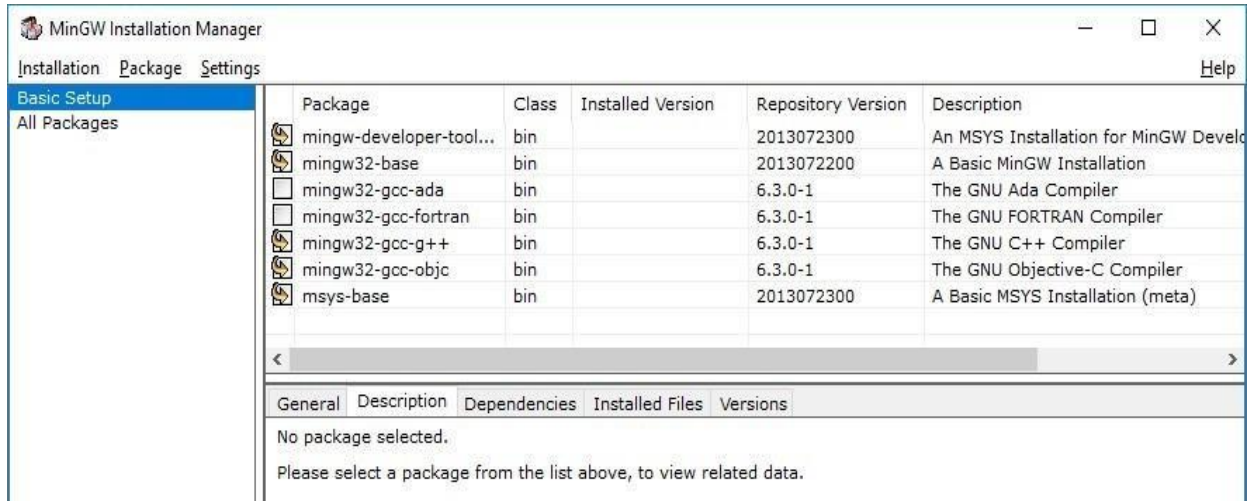 MinGW Installation Manager
Installation Package Settings Help
Basic Setup
All Packages
Package Class Installed Version Repository Version Description
mingw-developer-tool... bin 2013072300 An MSYS Installation for MinGW Develo
mingw32-base bin 2013072200 A Basic MinGW Installation
mingw32-gcc-ada bin 6.3.0-1 The GNU Ada Compiler
mingw32-gcc-fortran bin 6.3.0-1 The GNU FORTRAN Compiler
mingw32-gcc-g++ bin 6.3.0-1 The GNU C++ Compiler
mingw32-gcc-objc bin 6.3.0-1 The GNU Objective-C Compiler
msys-base bin 2013072300 A Basic MSYS Installation (meta)
General Description Dependencies Installed Files Versions
No package selected.
Please select a package from the list above, to view related data.